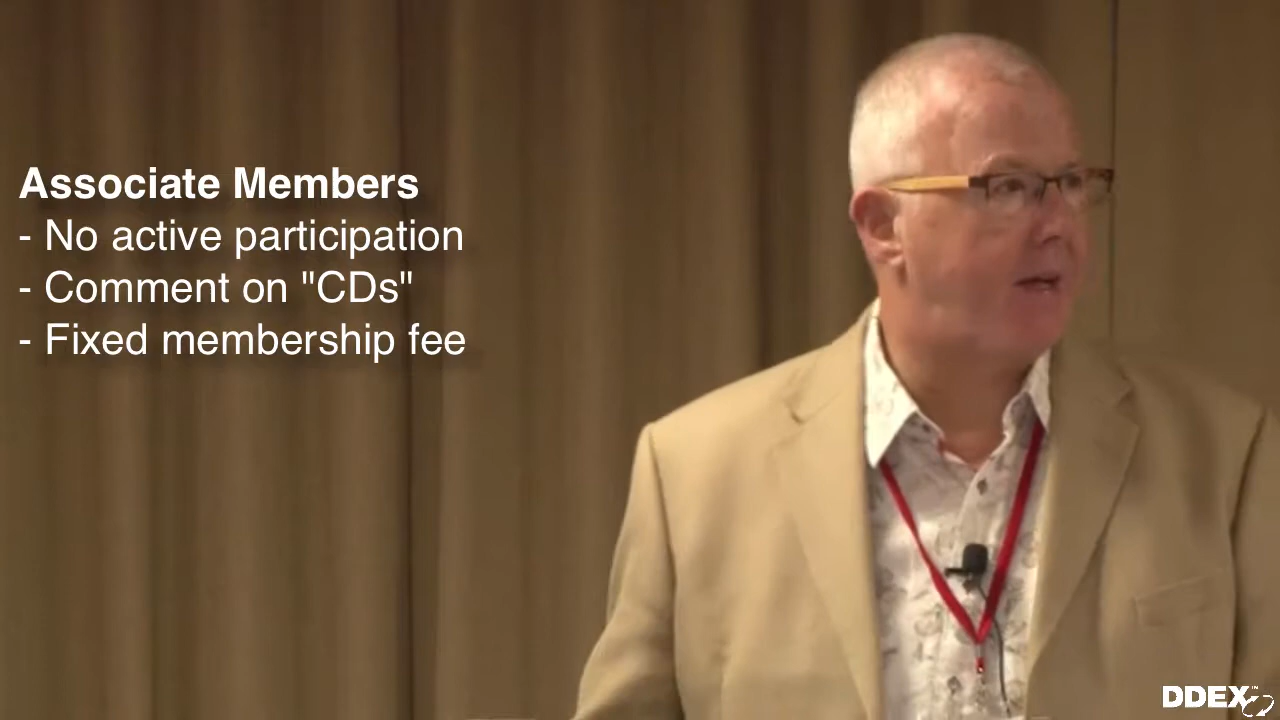 Associate Members
- No active participation
- Comment on "CDs"
- Fixed membership fee
DDEX